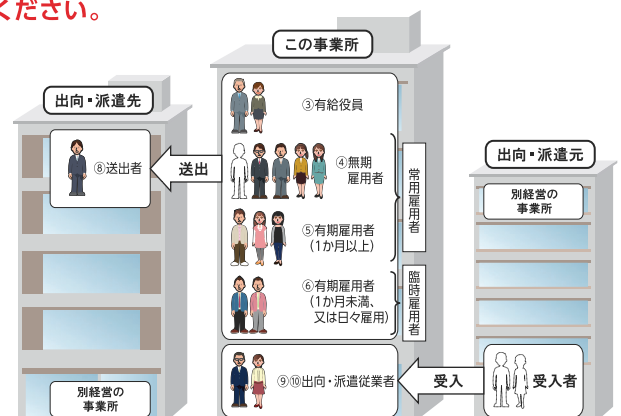 ください。
この事業所
出向・派遣先
③有給役員
⑧送出者
送出
④無期
雇用者
常用雇用者
⑤有期雇用者
(1か月以上)
⑥有期雇用者
(1か月未満、
又は日々雇用)
臨時雇用者
⑨⑩出向・派遣従業者
別経営の
事業所
出向・派遣元
別経営の
事業所
受入
受入者